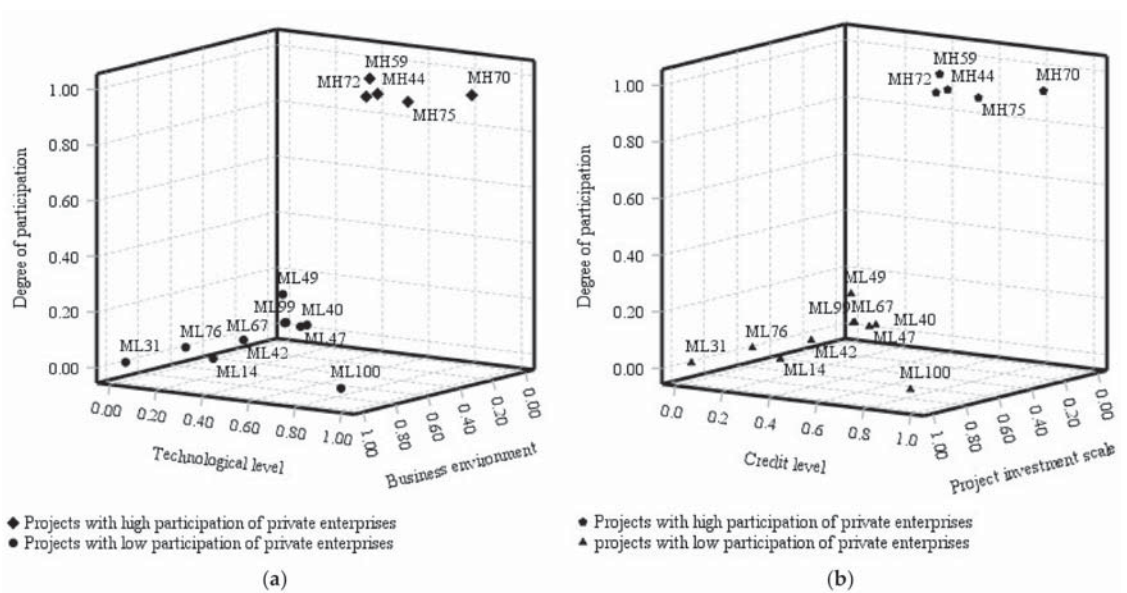 MH59
MH72
MH44
MH70
MH75
1.00
0.80
0.60
0.40
0.20
0.00
Degree of participation
ML49
ML99
ML40
ML67
ML76
ML31
ML47
ML42
ML14
ML100
0.00
0.20
0.40
0.60
0.80
1.00
Technological level
1.00
0.80
0.60
0.40
0.20
0.00
Business environment
◆ Projects with high participation of private enterprises
● Projects with low participation of private enterprises
(a)
MH59
MH72
MH44
MH70
MH75
1.00
0.80
0.60
0.40
0.20
0.00
Degree of participation
ML49
ML99
ML67
ML40
ML76
ML31
ML47
ML42
ML14
ML100
0.0
0.2
0.4
0.6
0.8
1.0
Credit level
1.00
0.80
0.60
0.40
0.20
0.00
Project investment scale
⬟ Projects with high participation of private enterprises
▲ projects with low participation of private enterprises
(b)